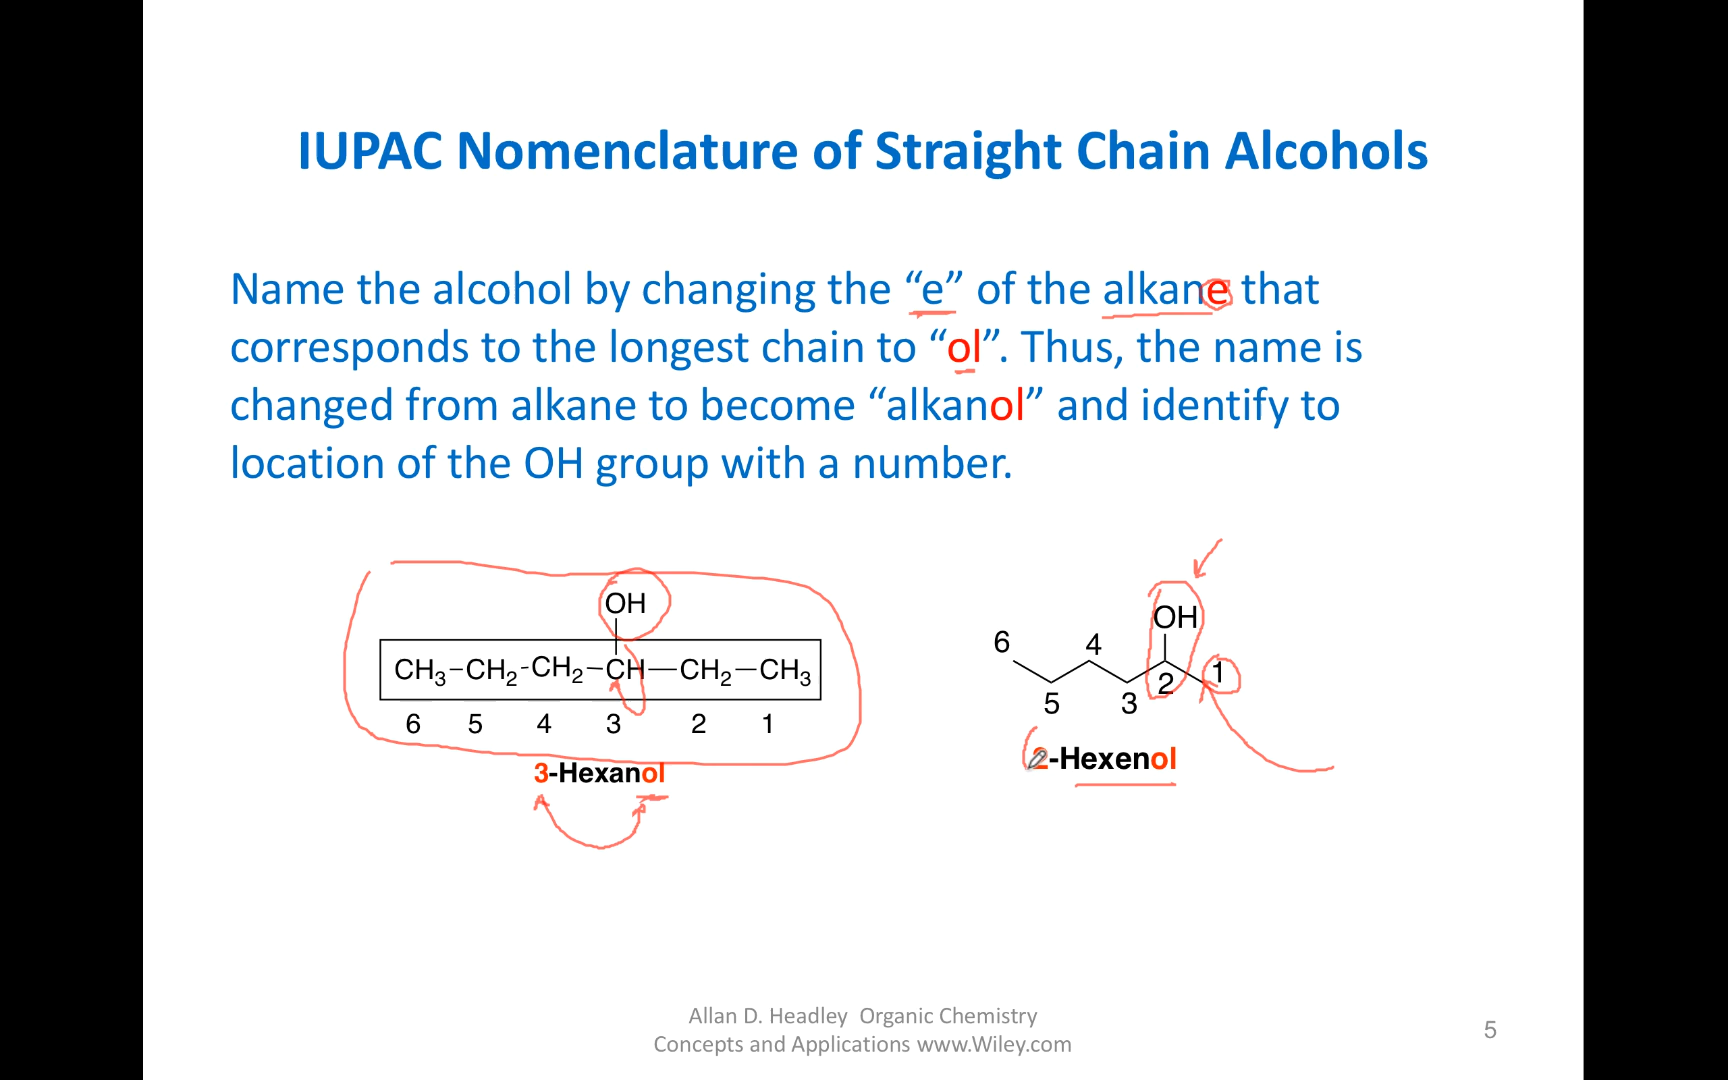 IUPAC Nomenclature of Straight Chain Alcohols
Name the alcohol by changing the “e” of the alkane that
corresponds to the longest chain to “ol”. Thus, the name is
changed from alkane to become “alkanol” and identify to
location of the OH group with a number.
OH
CH3-CH2-CH2-CH-CH2-CH3
6 5 4 3 2 1
3-Hexanol
OH
6 4 1
5 3 2
2-Hexenol
Allan D. Headley Organic Chemistry
Concepts and Applications www.Wiley.com
5